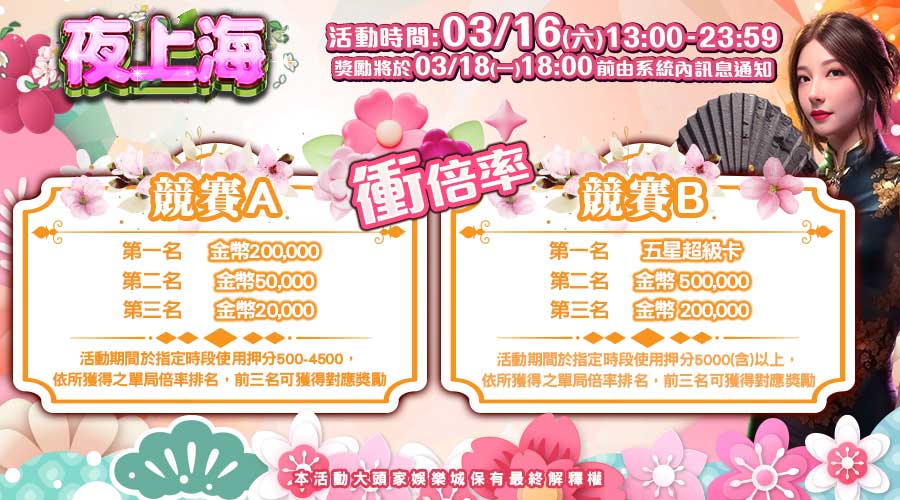 夜上海
活動時間:03/16(六)13:00-23:59
獎勵將於03/18(一)18:00前由系統內訊息通知
衝倍率
競賽A
第一名 金幣200,000
第二名 金幣50,000
第三名 金幣20,000
活動期間於指定時段使用押分500-4500，
依所獲得之單局倍率排名，前三名可獲得對應獎勵
競賽B
第一名 五星超級卡
第二名 金幣 500,000
第三名 金幣 200,000
活動期間於指定時段使用押分5000(含)以上，
依所獲得之單局倍率排名，前三名可獲得對應獎勵
本活動大頭家娛樂城保有最終解釋權